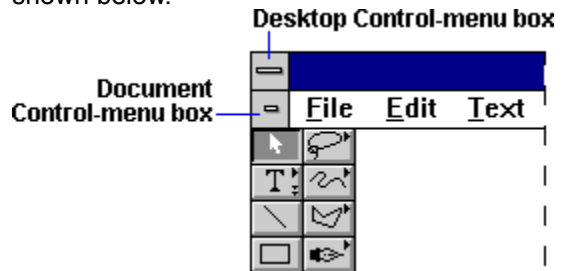 shown below.
Desktop Control-menu box
Document
Control-menu box
File Edit Text
T